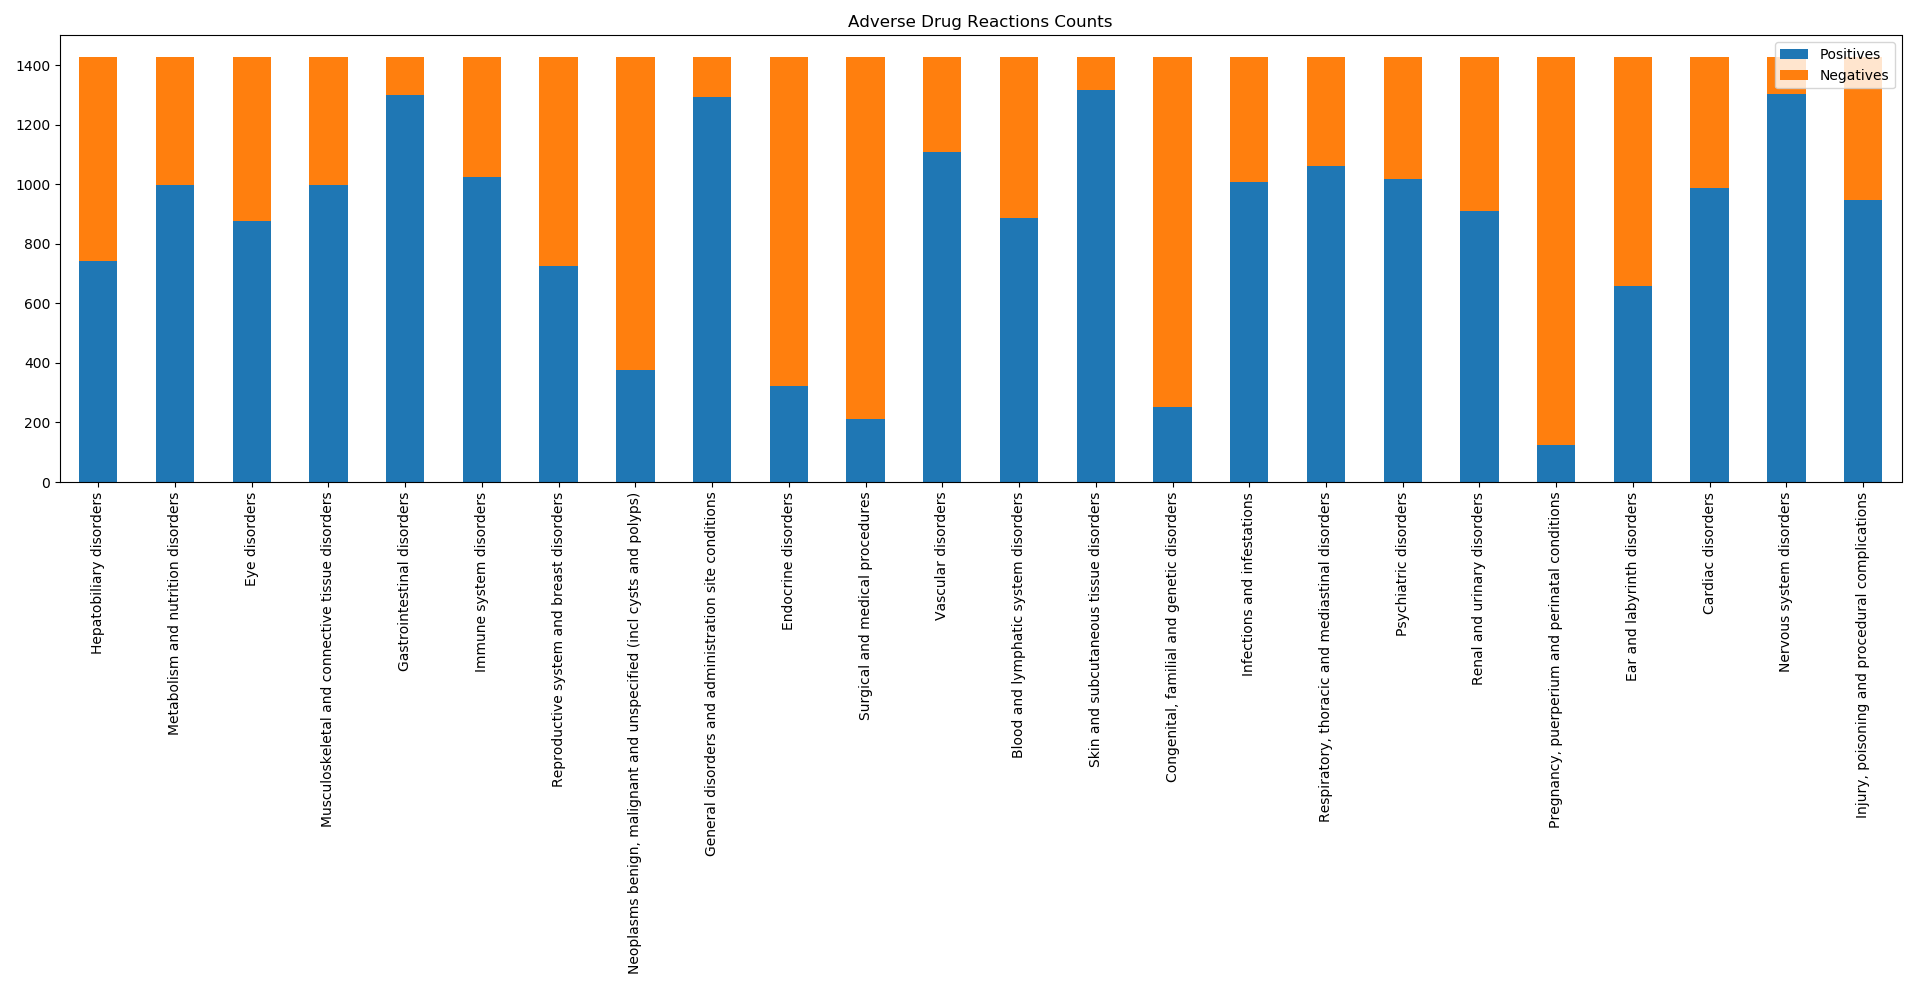 Adverse Drug Reactions Counts
Positives
Negatives
1400
1200
1000
800
600
400
200
0
Hepatobiliary disorders
Metabolism and nutrition disorders
Eye disorders
Musculoskeletal and connective tissue disorders
Gastrointestinal disorders
Immune system disorders
Reproductive system and breast disorders
Neoplasms benign, malignant and unspecified (incl cysts and polyps)
General disorders and administration site conditions
Endocrine disorders
Surgical and medical procedures
Vascular disorders
Blood and lymphatic system disorders
Skin and subcutaneous tissue disorders
Congenital, familial and genetic disorders
Infections and infestations
Respiratory, thoracic and mediastinal disorders
Psychiatric disorders
Renal and urinary disorders
Pregnancy, puerperium and perinatal conditions
Ear and labyrinth disorders
Cardiac disorders
Nervous system disorders
Injury, poisoning and procedural complications